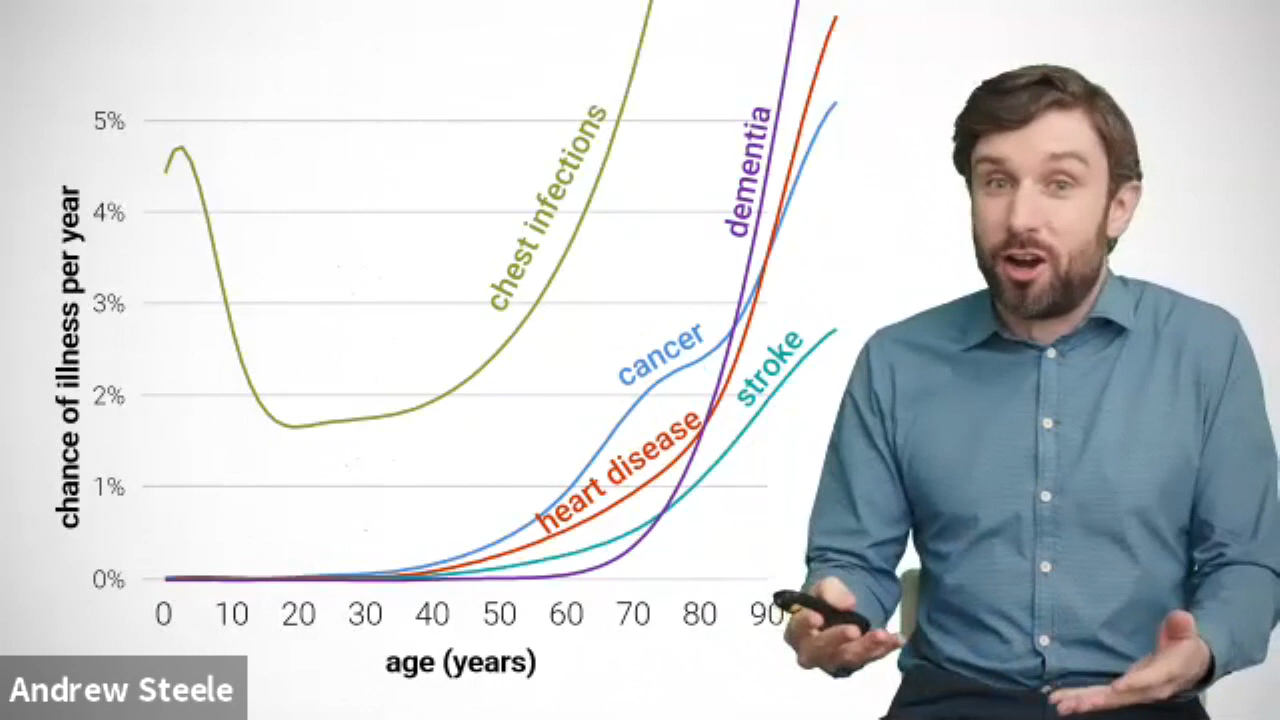 chance of illness per year
5%
4%
3%
2%
1%
0%
chest infections
cancer
heart disease
dementia
stroke
0 10 20 30 40 50 60 70 80 90
age (years)
Andrew Steele